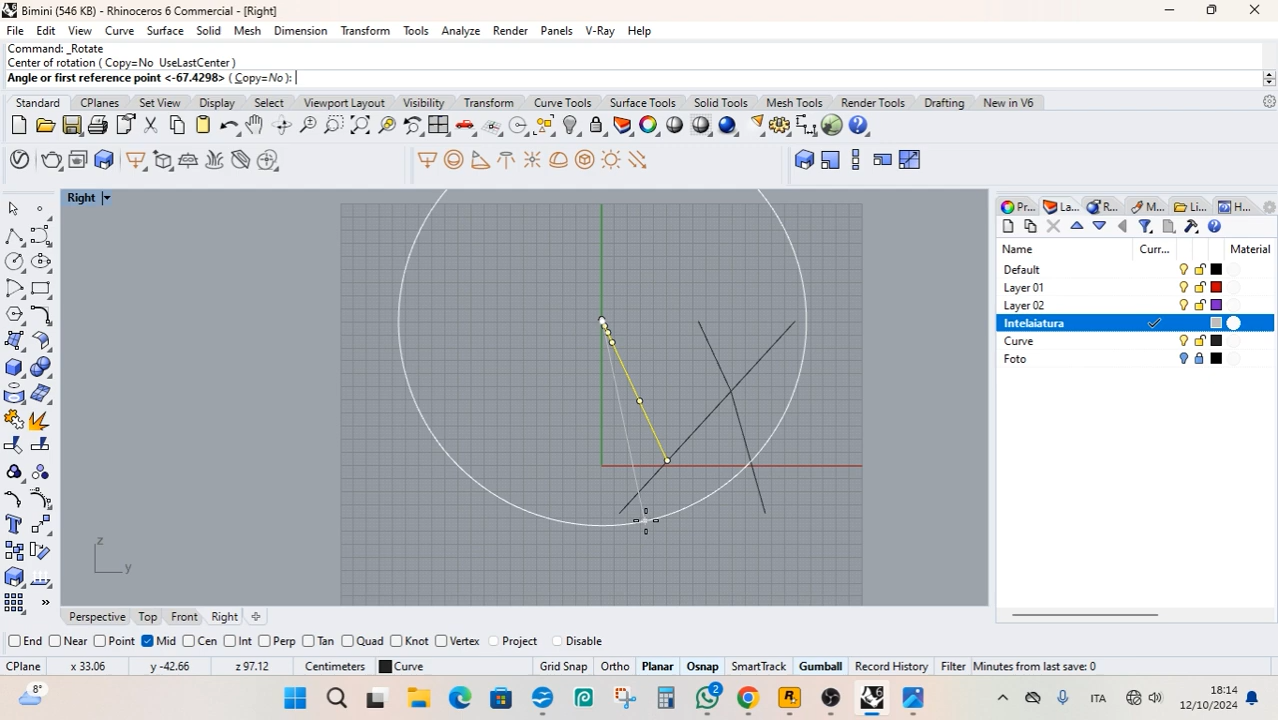 Bimini (546 KB) - Rhinoceros 6 Commercial - [Right]
File Edit View Curve Surface Solid Mesh Dimension Transform Tools Analyze Render Panels V-Ray Help
Command: _Rotate
Center of rotation ( Copy=No UseLastCenter )
Angle or first reference point <-67.4298> ( Copy=No ):
Standard CPlanes Set View Display Select Viewport Layout Visibility Transform Curve Tools Surface Tools Solid Tools Mesh Tools Render Tools Drafting New in V6
Right
Pr... La... R... M... Li... H...
Name Curr... Material
Default
Layer 01
Layer 02
Intelaiatura
Curve
Foto
z
y
Perspective Top Front Right
End Near Point Mid Cen Int Perp Tan Quad Knot Vertex Project Disable
CPlane x 33.06 y -42.66 z 97.12 Centimeters Curve Grid Snap Ortho Planar Osnap SmartTrack Gumball Record History Filter Minutes from last save: 0
8°
2
6
ITA
18:14
12/10/2024